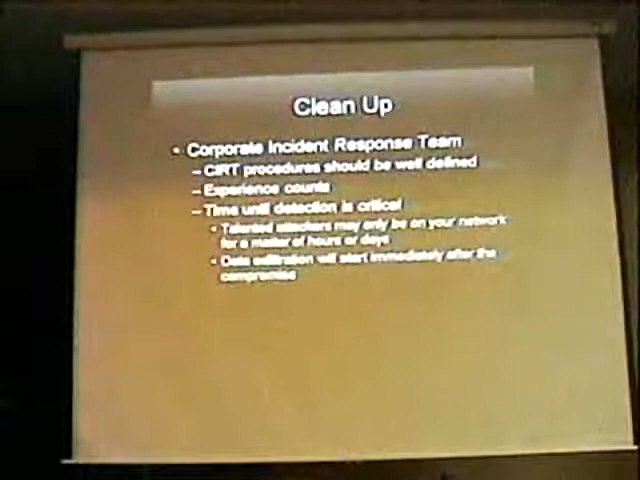 Clean Up
• Corporate Incident Response Team
– CIRT procedures should be well defined
– Experience counts
– Time until detection is critical
• Talented attackers may only be on your network
for a matter of hours or days
• Data exfiltration will start immediately after the
compromise